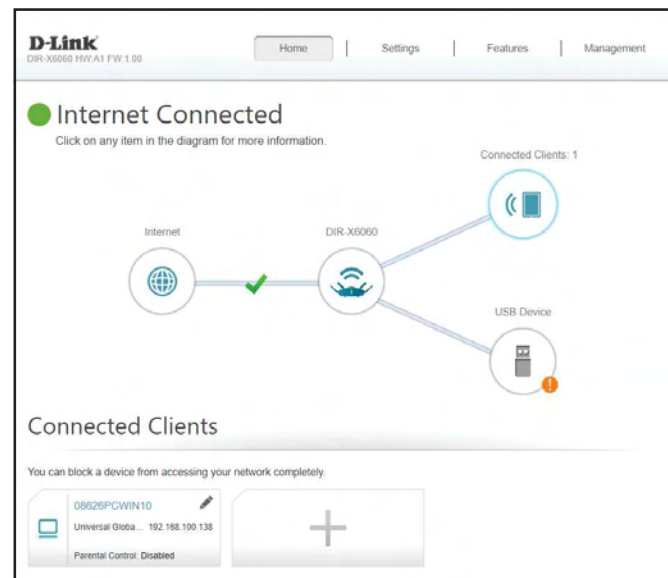 D-Link
DIR-X6060 HW:A1 FW:1.00
Home | Settings | Features | Management
Internet Connected
Click on any item in the diagram for more information.
Connected Clients: 1
Internet
DIR-X6060
USB Device
Connected Clients
You can block a device from accessing your network completely.
08626PCWIN10
Universal Globa... 192.168.100.138
Parental Control: Disabled